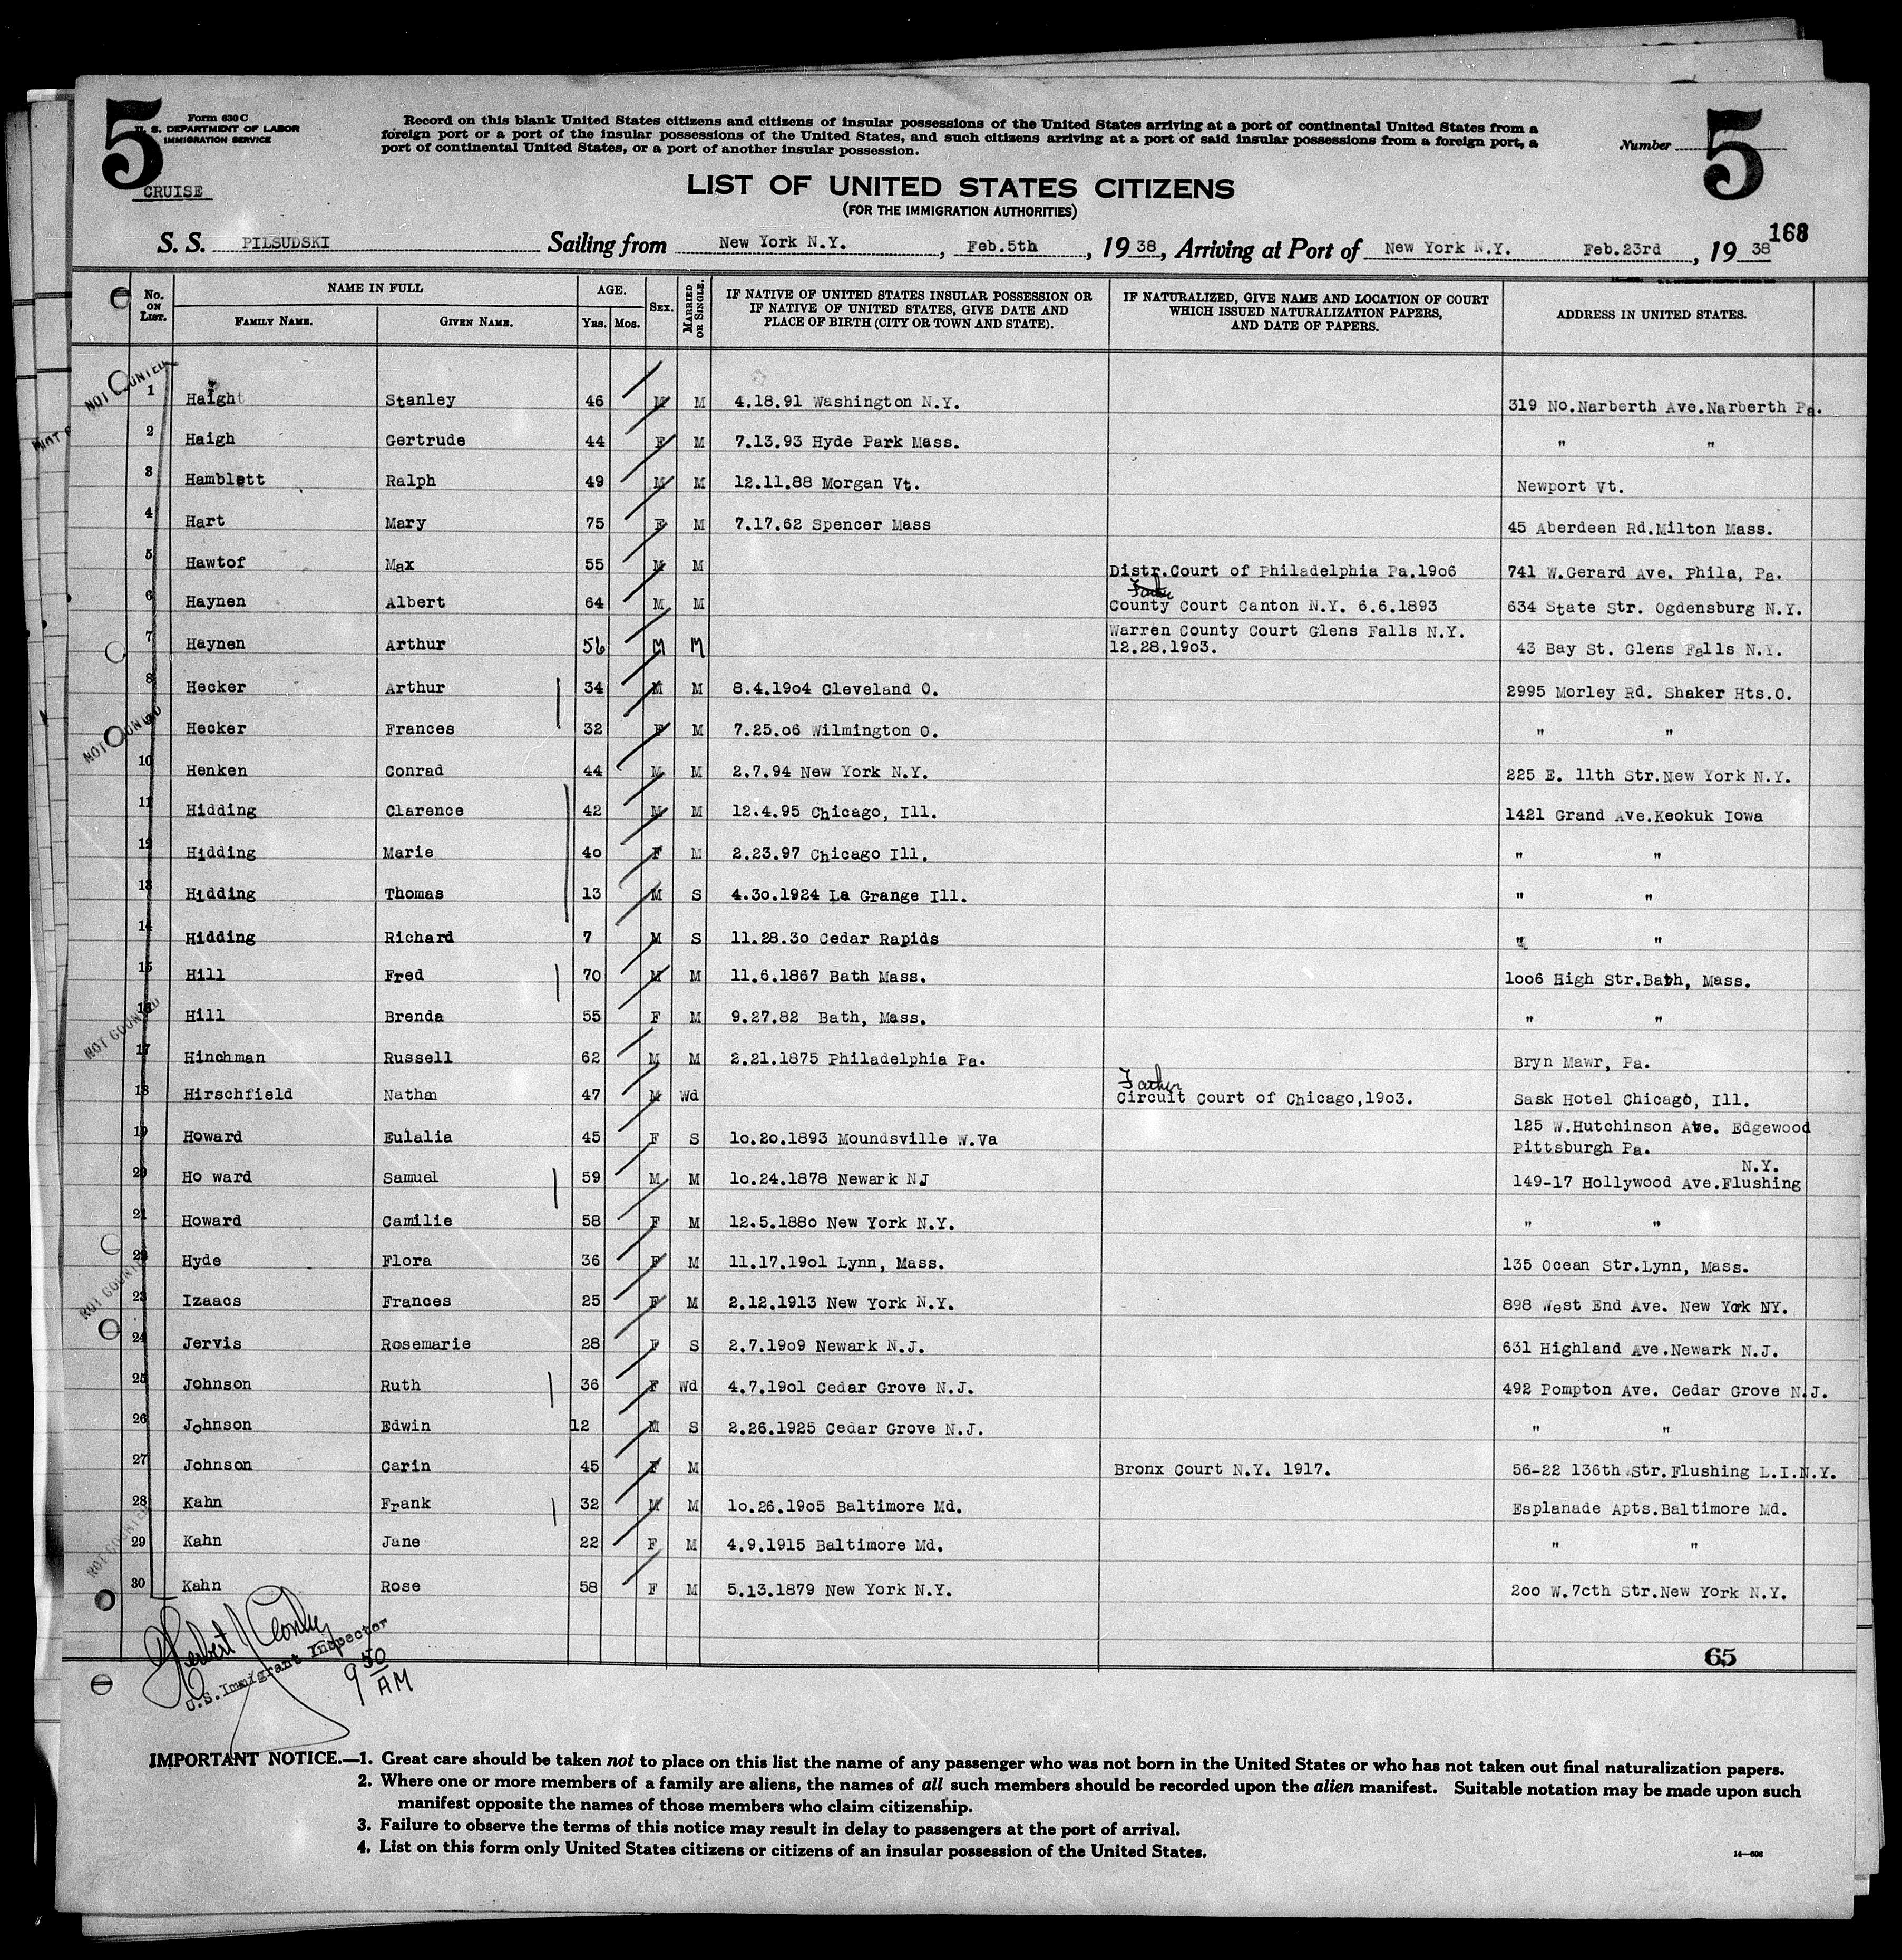 5
Form 630 C
U. S. DEPARTMENT OF LABOR
IMMIGRATION SERVICE
CRUISE
Record on this blank United States citizens and citizens of insular possessions of the United States arriving at a port of continental United States from a
foreign port or a port of the insular possessions of the United States, and such citizens arriving at a port of said insular possessions from a foreign port, a
port of continental United States, or a port of another insular possession.
Number 5
LIST OF UNITED STATES CITIZENS
(FOR THE IMMIGRATION AUTHORITIES)
168
S. S. PILSUDSKI Sailing from New York N.Y. , Feb.5th , 19 38, Arriving at Port of New York N.Y. Feb.23rd , 19 38
No. ON LIST. NAME IN FULL FAMILY NAME. GIVEN NAME. AGE. Yrs. Mos. SEX. MARRIED OR SINGLE. IF NATIVE OF UNITED STATES INSULAR POSSESSION OR IF NATIVE OF UNITED STATES, GIVE DATE AND PLACE OF BIRTH (CITY OR TOWN AND STATE). IF NATURALIZED, GIVE NAME AND LOCATION OF COURT WHICH ISSUED NATURALIZATION PAPERS, AND DATE OF PAPERS. ADDRESS IN UNITED STATES.
NOT COUNTED
1 Haight Stanley 46 M M 4.18.91 Washington N.Y. 319 No.Narberth Ave.Narberth Pa.
2 Haigh Gertrude 44 F M 7.13.93 Hyde Park Mass. " "
3 Hamblett Ralph 49 M M 12.11.88 Morgan Vt. Newport Vt.
4 Hart Mary 75 F M 7.17.62 Spencer Mass 45 Aberdeen Rd.Milton Mass.
5 Hawtof Max 55 M M Distr.Court of Philadelphia Pa.1906 741 W.Gerard Ave. Phila, Pa.
6 Haynen Albert 64 M M County Court Canton N.Y. 6.6.1893 634 State Str. Ogdensburg N.Y.
7 Haynen Arthur 56 M M Warren County Court Glens Falls N.Y. 12.28.1903. 43 Bay St. Glens Falls N.Y.
8 Hecker Arthur 34 M M 8.4.1904 Cleveland O. 2995 Morley Rd. Shaker Hts.O.
NOT COUNTED
9 Hecker Frances 32 F M 7.25.06 Wilmington O. " "
10 Henken Conrad 44 M M 2.7.94 New York N.Y. 225 E. 11th Str.New York N.Y.
11 Hidding Clarence 42 M M 12.4.95 Chicago, Ill. 1421 Grand Ave.Keokuk Iowa
12 Hidding Marie 40 F M 2.23.97 Chicago Ill. " "
13 Hidding Thomas 13 M S 4.30.1924 La Grange Ill. " "
14 Hidding Richard 7 M S 11.28.30 Cedar Rapids " "
15 Hill Fred 70 M M 11.6.1867 Bath Mass. 1006 High Str.Bath, Mass.
16 Hill Brenda 55 F M 9.27.82 Bath, Mass. " "
NOT COUNTED
17 Hinchman Russell 62 M M 2.21.1875 Philadelphia Pa. Bryn Mawr, Pa.
Father
18 Hirschfield Nathan 47 M Wd Circuit Court of Chicago,1903. Sask Hotel Chicago, Ill.
19 Howard Eulalia 45 F S 10.20.1893 Moundsville W.Va 125 W.Hutchinson Ave. Edgewood Pittsburgh Pa.
20 Ho ward Samuel 59 M M 10.24.1878 Newark NJ 149-17 Hollywood Ave.Flushing N.Y.
21 Howard Camilie 58 F M 12.5.1880 New York N.Y. " "
22 Hyde Flora 36 F M 11.17.1901 Lynn, Mass. 135 Ocean Str.Lynn, Mass.
NOT COUNTED
23 Izaacs Frances 25 F M 2.12.1913 New York N.Y. 898 West End Ave. New York NY.
24 Jervis Rosemarie 28 F S 2.7.1909 Newark N.J. 631 Highland Ave.Newark N.J.
25 Johnson Ruth 36 F Wd 4.7.1901 Cedar Grove N.J. 492 Pompton Ave. Cedar Grove N.J.
26 Johnson Edwin 12 M S 2.26.1925 Cedar Grove N.J. " "
27 Johnson Carin 45 F M Bronx Court N.Y. 1917. 56-22 136th Str.Flushing L.I.N.Y.
28 Kahn Frank 32 M M 10.26.1905 Baltimore Md. Esplanade Apts.Baltimore Md.
NOT COUNTED
29 Kahn Jane 22 F M 4.9.1915 Baltimore Md. " "
30 Kahn Rose 58 F M 5.13.1879 New York N.Y. 200 W.7cth Str.New York N.Y.
65
Herbert J
U.S. Immigrant Inspector
9 50 AM
IMPORTANT NOTICE.—1. Great care should be taken not to place on this list the name of any passenger who was not born in the United States or who has not taken out final naturalization papers.
2. Where one or more members of a family are aliens, the names of all such members should be recorded upon the alien manifest. Suitable notation may be made upon such
manifest opposite the names of those members who claim citizenship.
3. Failure to observe the terms of this notice may result in delay to passengers at the port of arrival.
4. List on this form only United States citizens or citizens of an insular possession of the United States.
14—606